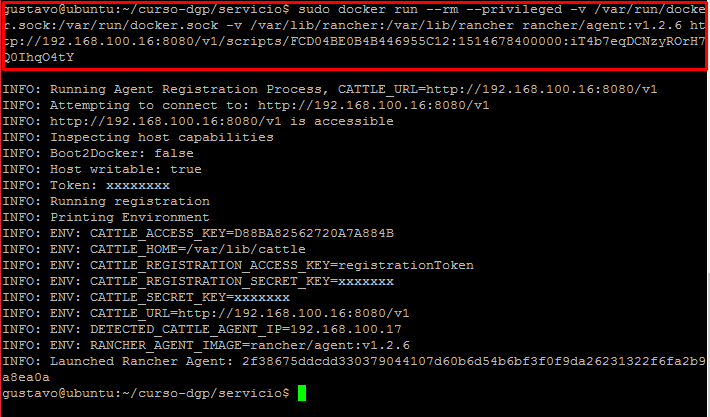 gustavo@ubuntu:~/curso-dgp/servicio$ sudo docker run --rm --privileged -v /var/run/docke
r.sock:/var/run/docker.sock -v /var/lib/rancher:/var/lib/rancher rancher/agent:v1.2.6 ht
tp://192.168.100.16:8080/v1/scripts/FCD04BE0B4B446955C12:1514678400000:iT4b7eqDCNzyROrH7
Q0IhqO4tY
INFO: Running Agent Registration Process, CATTLE_URL=http://192.168.100.16:8080/v1
INFO: Attempting to connect to: http://192.168.100.16:8080/v1
INFO: http://192.168.100.16:8080/v1 is accessible
INFO: Inspecting host capabilities
INFO: Boot2Docker: false
INFO: Host writable: true
INFO: Token: xxxxxxxx
INFO: Running registration
INFO: Printing Environment
INFO: ENV: CATTLE_ACCESS_KEY=D88BA82562720A7A884B
INFO: ENV: CATTLE_HOME=/var/lib/cattle
INFO: ENV: CATTLE_REGISTRATION_ACCESS_KEY=registrationToken
INFO: ENV: CATTLE_REGISTRATION_SECRET_KEY=xxxxxxx
INFO: ENV: CATTLE_SECRET_KEY=xxxxxxx
INFO: ENV: CATTLE_URL=http://192.168.100.16:8080/v1
INFO: ENV: DETECTED_CATTLE_AGENT_IP=192.168.100.17
INFO: ENV: RANCHER_AGENT_IMAGE=rancher/agent:v1.2.6
INFO: Launched Rancher Agent: 2f38675ddcdd330379044107d60b6d54b6bf3f0f9da26231322f6fa2b9
a8ea0a
gustavo@ubuntu:~/curso-dgp/servicio$